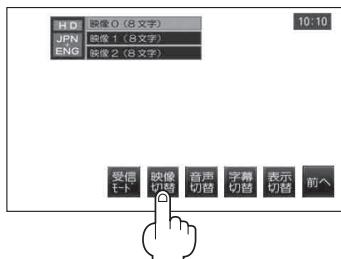 HD
JPN
ENG
映像0(8文字)
映像1(8文字)
映像2(8文字)
10:10
受信
モード
映像
切替
音声
切替
字幕
切替
表示
切替
前へ